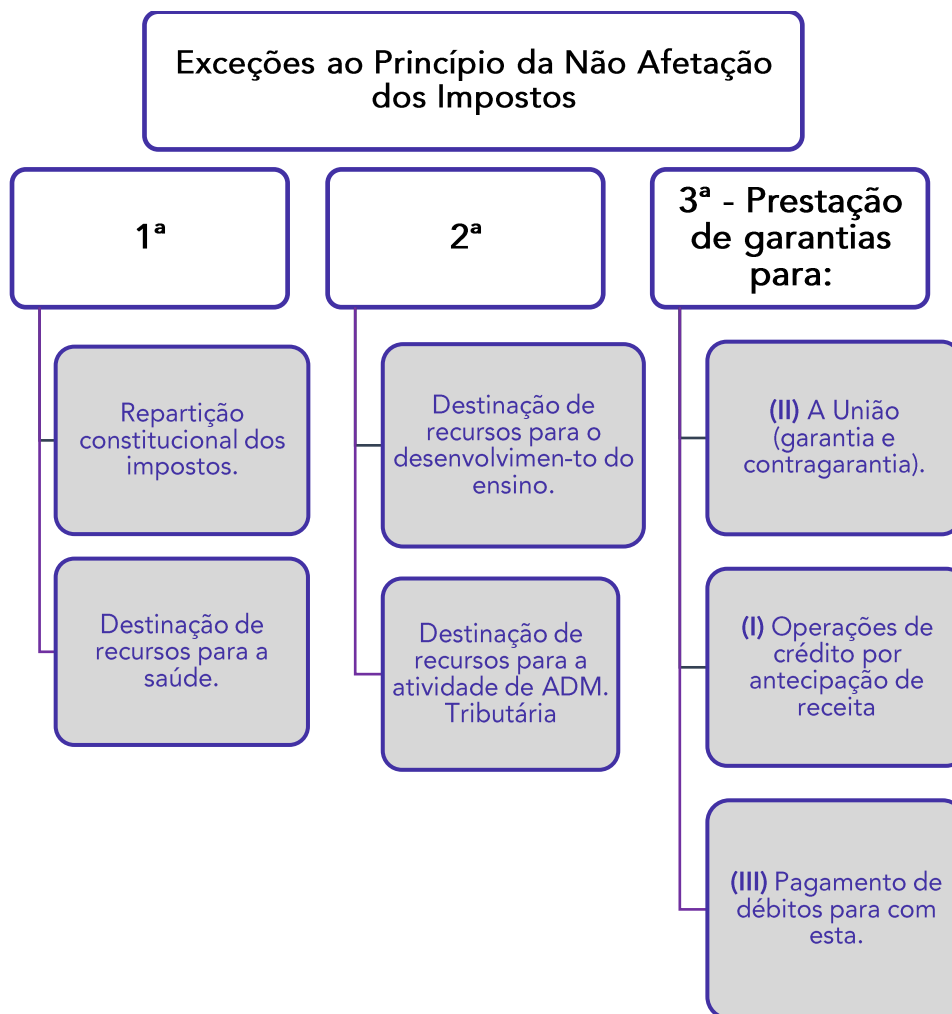 Exceções ao Princípio da Não Afetação
dos Impostos
1ª
Repartição
constitucional dos
impostos.
Destinação de
recursos para a
saúde.
2ª
Destinação de
recursos para o
desenvolvimen-to do
ensino.
Destinação de
recursos para a
atividade de ADM.
Tributária
3ª - Prestação
de garantias
para:
(II) A União
(garantia e
contragarantia).
(I) Operações de
crédito por
antecipação de
receita
(III) Pagamento de
débitos para com
esta.